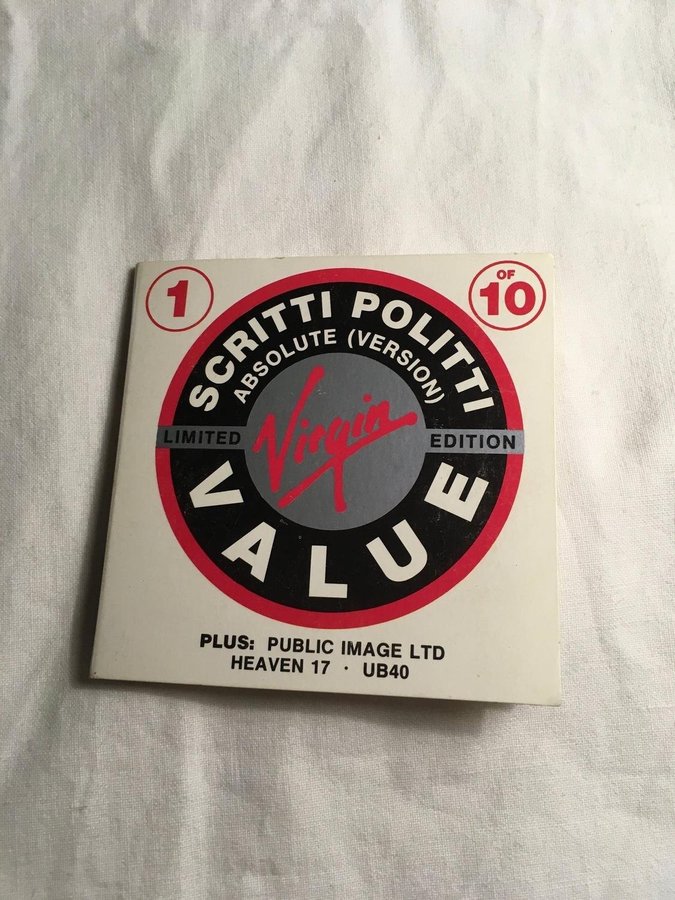 1
OF
10
SCRITTI POLITTI
ABSOLUTE (VERSION)
LIMITED
Virgin
EDITION
VALUE
PLUS: PUBLIC IMAGE LTD
HEAVEN 17 · UB40